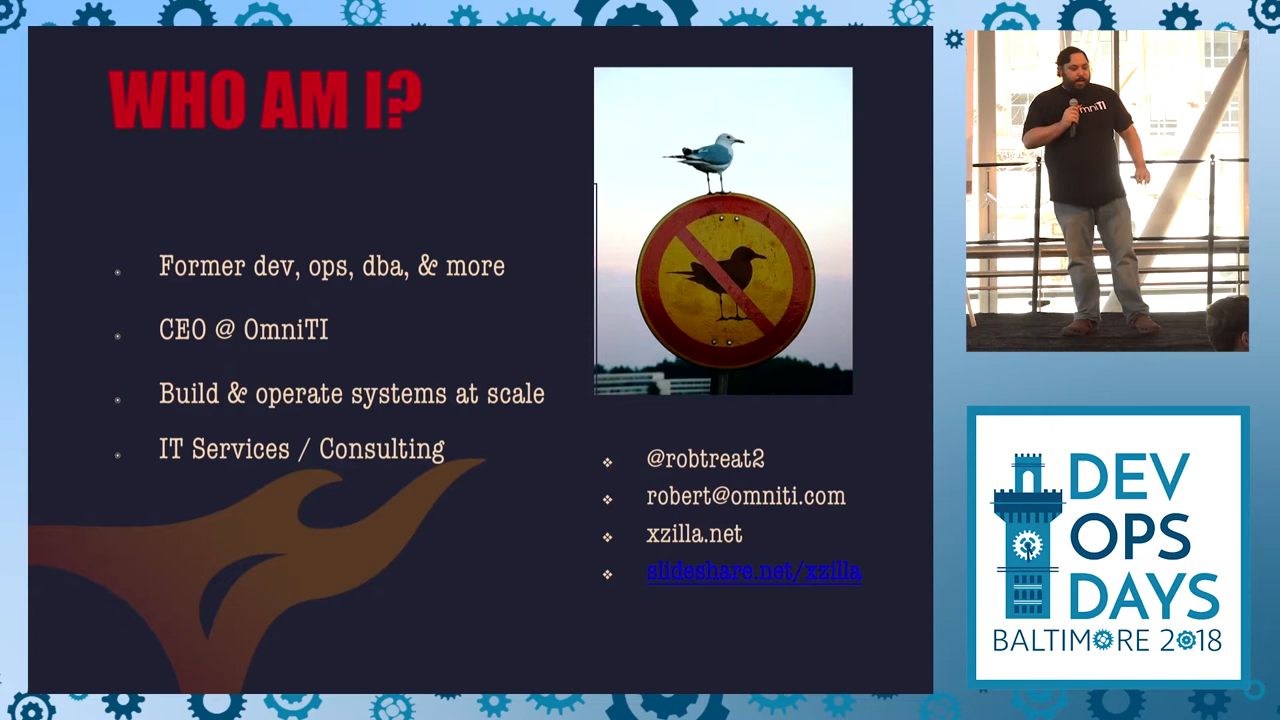 WHO AM I?
Former dev, ops, dba, & more
CEO @ OmniTI
Build & operate systems at scale
IT Services / Consulting
@robtreat2
robert@omniti.com
xzilla.net
slideshare.net/xzilla
OmniTI
DEV
OPS
DAYS
BALTIMORE 2018